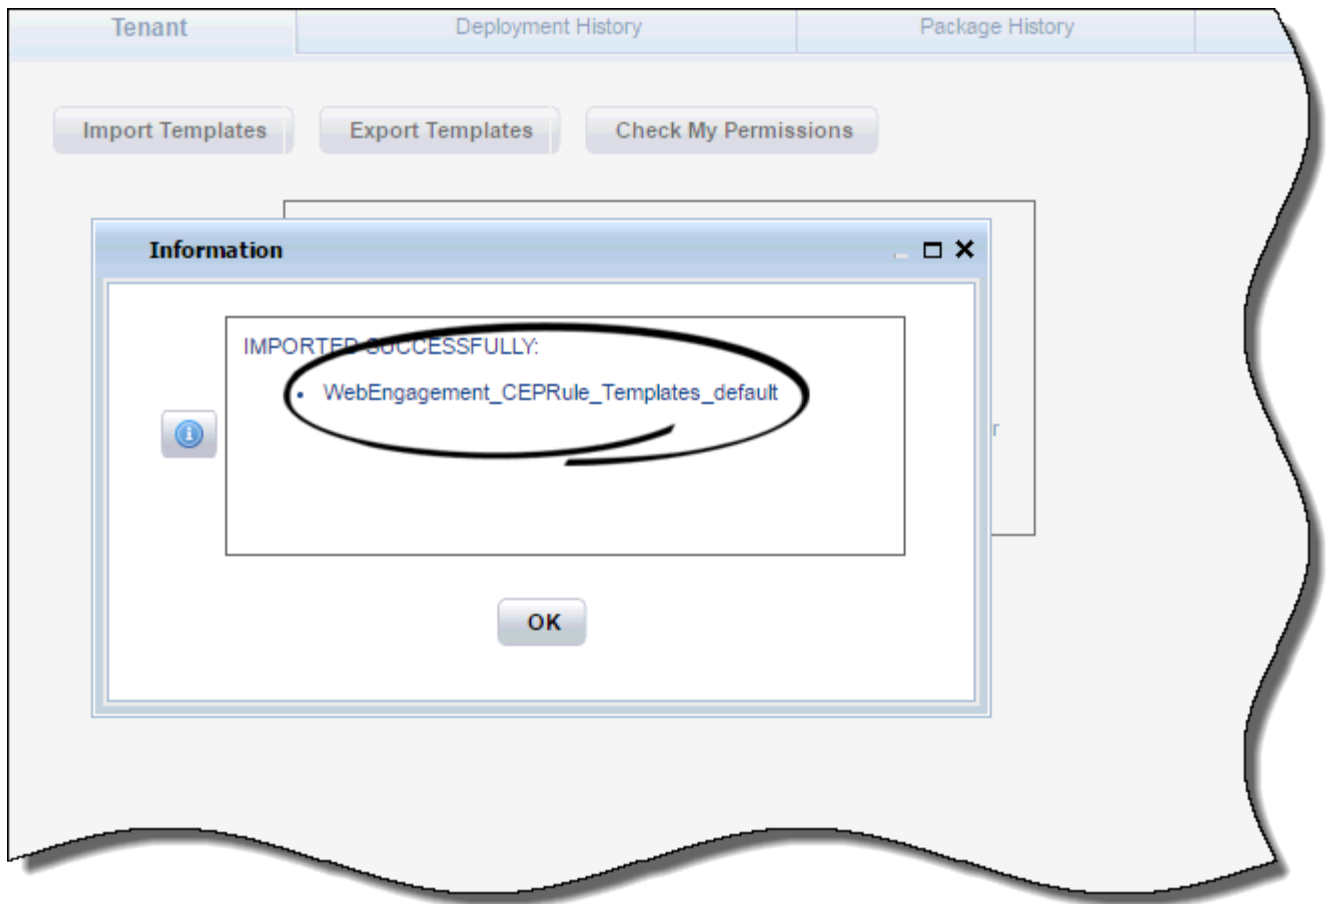 Tenant
Deployment History
Package History
Import Templates
Export Templates
Check My Permissions
Information
IMPORTED SUCCESSFULLY:
• WebEngagement_CEPRule_Templates_default
r
OK